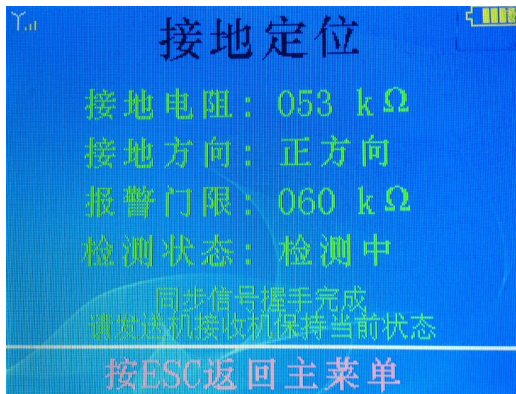 接地定位
接地电阻: 053 kΩ
接地方向: 正方向
报警门限: 060 kΩ
检测状态: 检测中
同步信号握手完成
请发送机接收机保持当前状态
按ESC返回主菜单